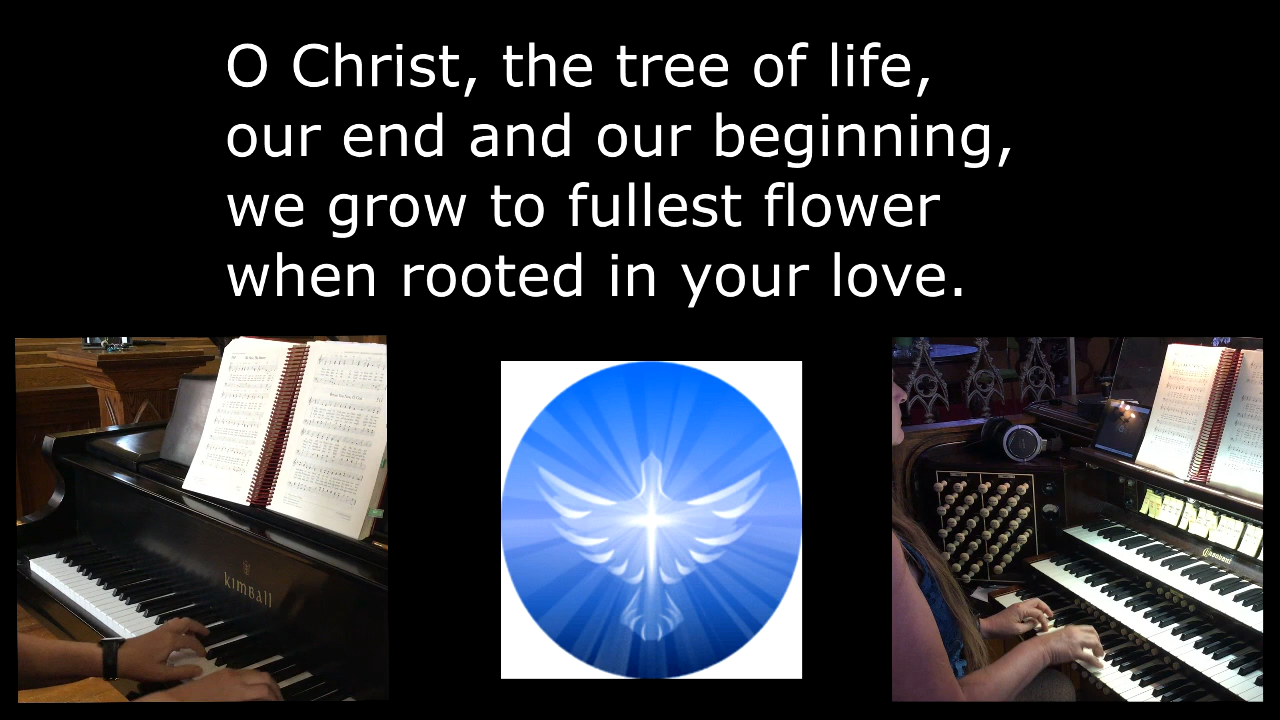 O Christ, the tree of life,
our end and our beginning,
we grow to fullest flower
when rooted in your love.
KIMBALL